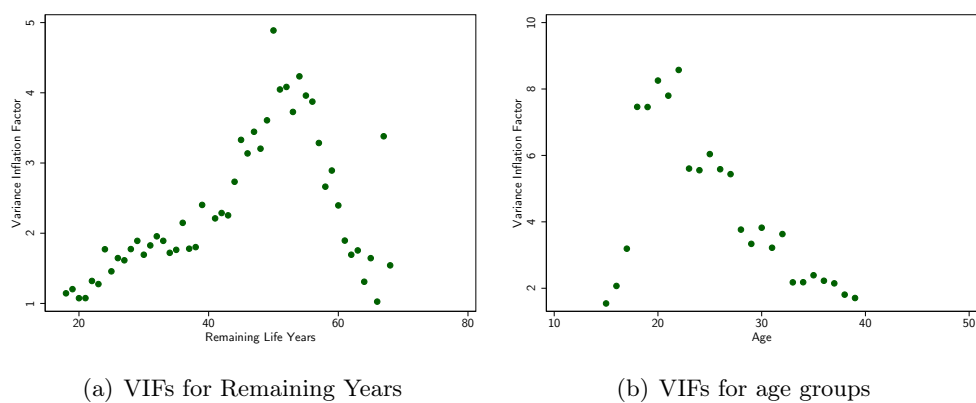 Variance Inflation Factor
5
4
3
2
1
20 40 60 80
Remaining Life Years
(a) VIFs for Remaining Years
Variance Inflation Factor
10
8
6
4
2
10 20 30 40 50
Age
(b) VIFs for age groups